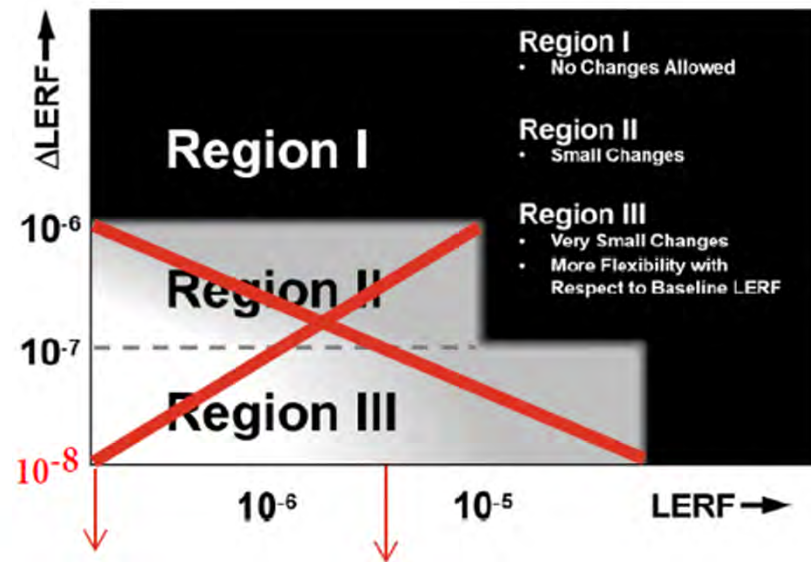 ΔLERF→
Region I
• No Changes Allowed
Region II
• Small Changes
Region III
• Very Small Changes
• More Flexibility with
Respect to Baseline LERF
Region I
10⁻⁶
Region II
10⁻⁷
Region III
10⁻⁸
10⁻⁶
10⁻⁵
LERF→